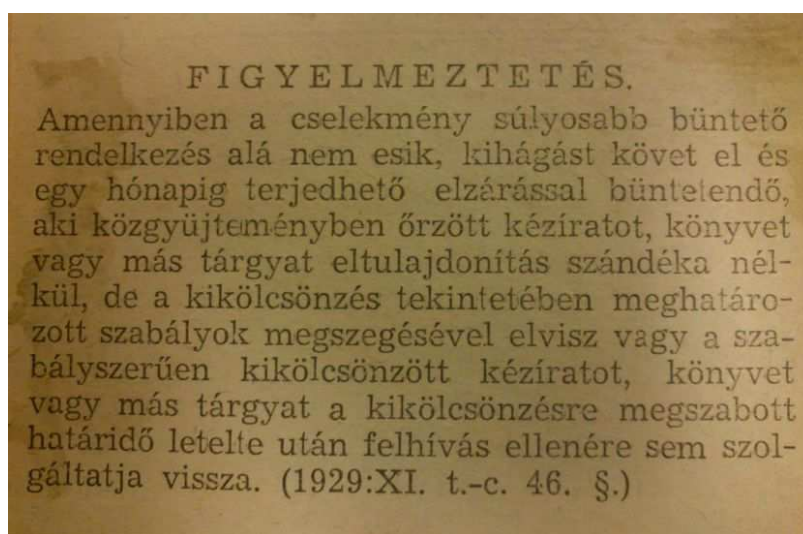 FIGYELMEZTETÉS.
Amennyiben a cselekmény súlyosabb büntető
rendelkezés alá nem esik, kihágást követ el és
egy hónapig terjedhető elzárással büntetendő,
aki közgyüjteményben őrzött kéziratot, könyvet
vagy más tárgyat eltulajdonítás szándéka nél-
kül, de a kikölcsönzés tekintetében meghatáro-
zott szabályok megszegésével elvisz vagy a sza-
bályszerűen kikölcsönzött kéziratot, könyvet
vagy más tárgyat a kikölcsönzésre megszabott
határidő letelte után felhívás ellenére sem szol-
gáltatja vissza. (1929:XI. t.-c. 46. §.)